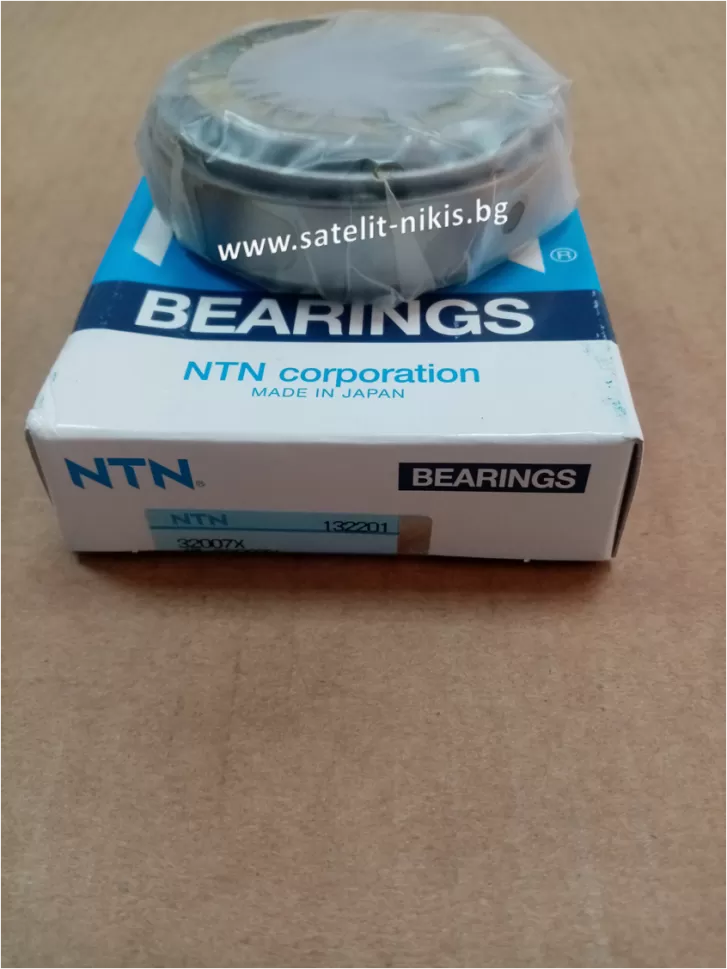 www.satelit-nikis.bg
®
BEARINGS
NTN corporation
MADE IN JAPAN
NTN®
BEARINGS
NTN 132201
32007X